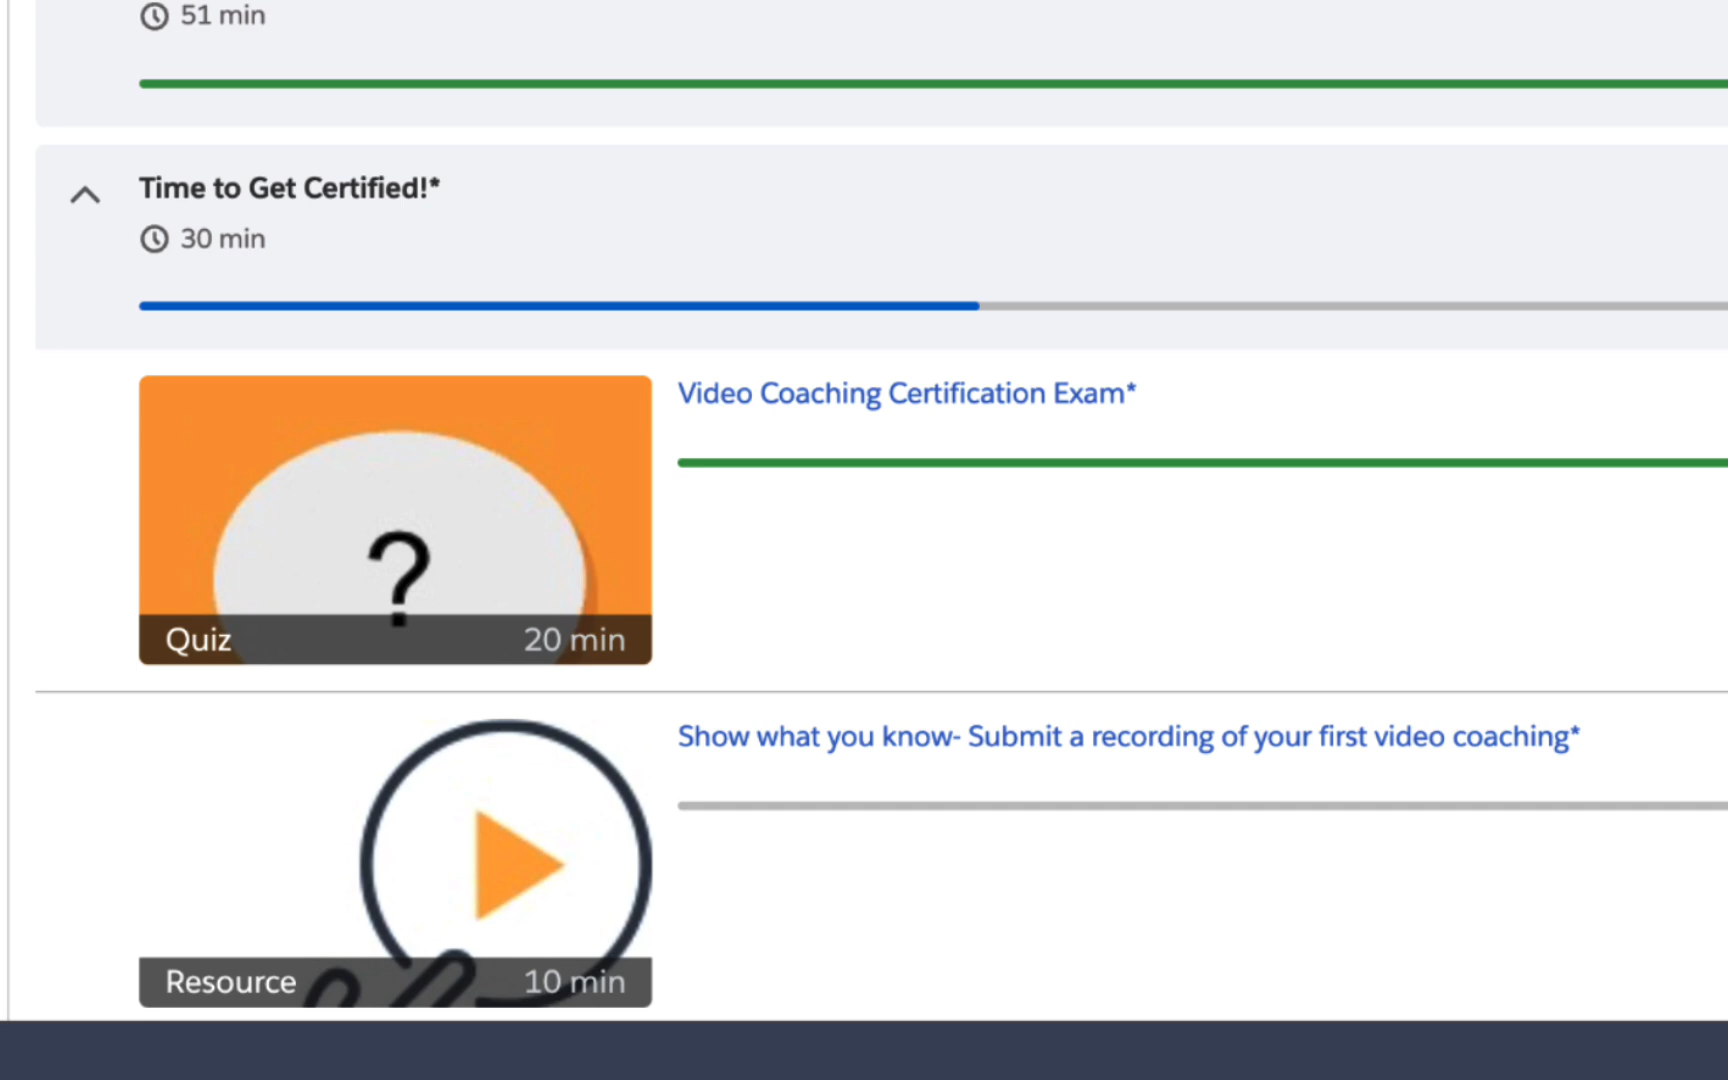 51 min
Time to Get Certified!*
30 min
Video Coaching Certification Exam*
?
Quiz 20 min
Show what you know- Submit a recording of your first video coaching*
Resource 10 min